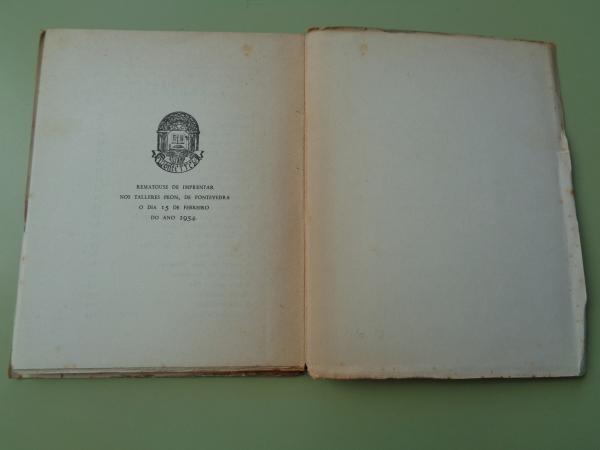 REMATOUSE DE IMPRENTAR
NOS TALLERES PEON, DE PONTEVEDRA
O DIA 15 DE FEBREIRO
DO ANO 1954.